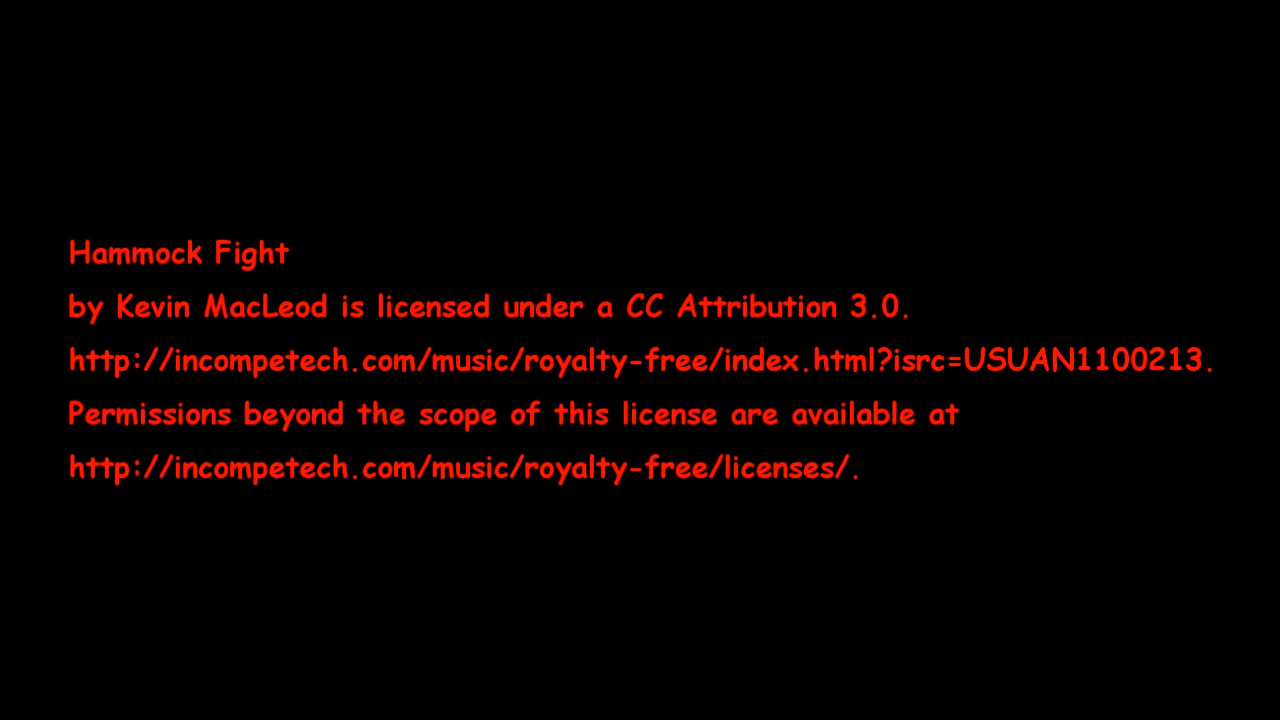 Hammock Fight
by Kevin MacLeod is licensed under a CC Attribution 3.0.
http://incompetech.com/music/royalty-free/index.html?isrc=USUAN1100213.
Permissions beyond the scope of this license are available at
http://incompetech.com/music/royalty-free/licenses/.